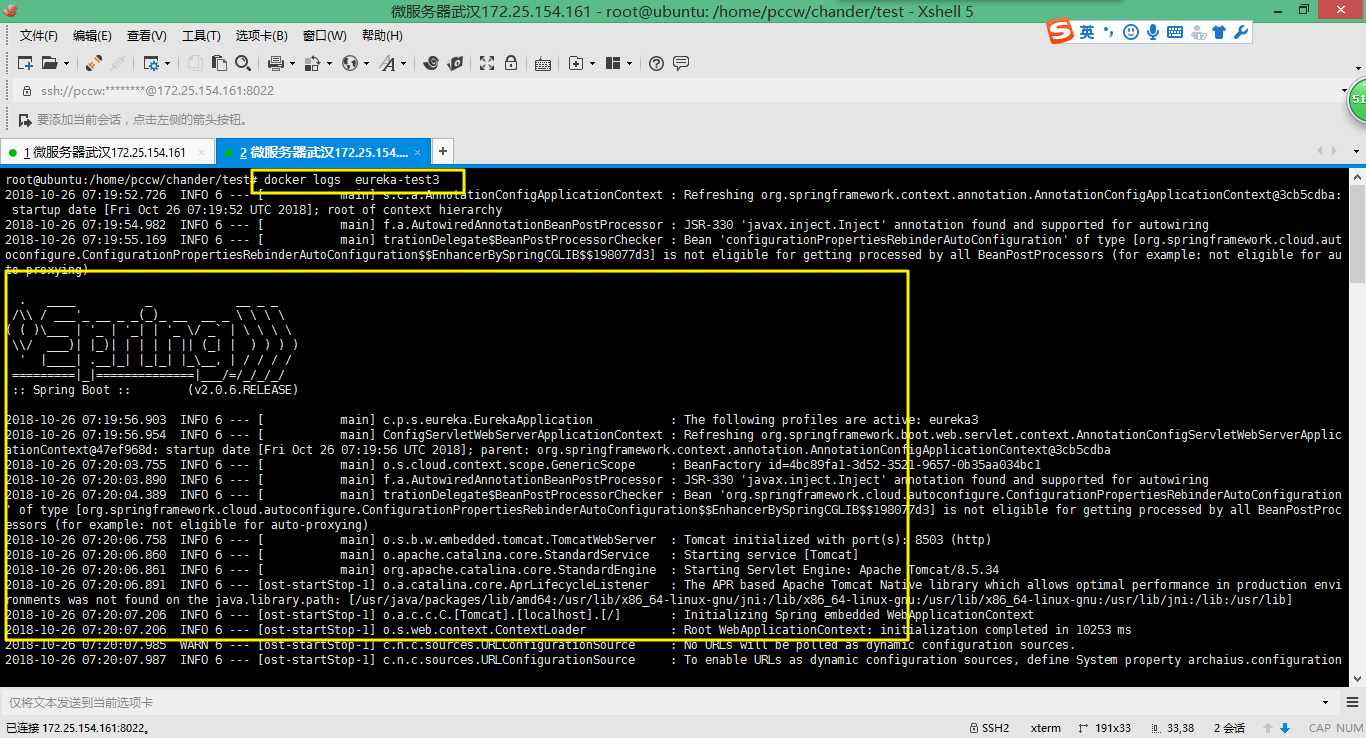 微服务器武汉172.25.154.161 - root@ubuntu: /home/pccw/chander/test - Xshell 5
文件(F) 编辑(E) 查看(V) 工具(T) 选项卡(B) 窗口(W) 帮助(H)
英
ssh://pccw:********@172.25.154.161:8022
51
要添加当前会话，点击左侧的箭头按钮。
1 微服务器武汉172.25.154.161 × 2 微服务器武汉172.25.154.... × +
root@ubuntu:/home/pccw/chander/test# docker logs  eureka-test3
2018-10-26 07:19:52.726  INFO 6 --- [           main] s.c.a.AnnotationConfigApplicationContext : Refreshing org.springframework.context.annotation.AnnotationConfigApplicationContext@3cb5cdba:
startup date [Fri Oct 26 07:19:52 UTC 2018]; root of context hierarchy
2018-10-26 07:19:54.982  INFO 6 --- [           main] f.a.AutowiredAnnotationBeanPostProcessor : JSR-330 'javax.inject.Inject' annotation found and supported for autowiring
2018-10-26 07:19:55.169  INFO 6 --- [           main] trationDelegate$BeanPostProcessorChecker : Bean 'configurationPropertiesRebinderAutoConfiguration' of type [org.springframework.cloud.aut
oconfigure.ConfigurationPropertiesRebinderAutoConfiguration$$EnhancerBySpringCGLIB$$198077d3] is not eligible for getting processed by all BeanPostProcessors (for example: not eligible for au
to-proxying)
  .   ____          _            __ _ _
 /\\ / ___'_ __ _ _(_)_ __  __ _ \ \ \ \
( ( )\___ | '_ | '_| | '_ \/ _` | \ \ \ \
 \\/  ___)| |_)| | | | | || (_| |  ) ) ) )
  '  |____| .__|_| |_|_| |_\__, | / / / /
 =========|_|==============|___/=/_/_/_/
 :: Spring Boot ::        (v2.0.6.RELEASE)
2018-10-26 07:19:56.903  INFO 6 --- [           main] c.p.s.eureka.EurekaApplication           : The following profiles are active: eureka3
2018-10-26 07:19:56.954  INFO 6 --- [           main] ConfigServletWebServerApplicationContext : Refreshing org.springframework.boot.web.servlet.context.AnnotationConfigServletWebServerApplic
ationContext@47ef968d: startup date [Fri Oct 26 07:19:56 UTC 2018]; parent: org.springframework.context.annotation.AnnotationConfigApplicationContext@3cb5cdba
2018-10-26 07:20:03.755  INFO 6 --- [           main] o.s.cloud.context.scope.GenericScope     : BeanFactory id=4bc89fa1-3d52-3521-9657-0b35aa034bc1
2018-10-26 07:20:03.890  INFO 6 --- [           main] f.a.AutowiredAnnotationBeanPostProcessor : JSR-330 'javax.inject.Inject' annotation found and supported for autowiring
2018-10-26 07:20:04.389  INFO 6 --- [           main] trationDelegate$BeanPostProcessorChecker : Bean 'org.springframework.cloud.autoconfigure.ConfigurationPropertiesRebinderAutoConfiguration
' of type [org.springframework.cloud.autoconfigure.ConfigurationPropertiesRebinderAutoConfiguration$$EnhancerBySpringCGLIB$$198077d3] is not eligible for getting processed by all BeanPostProc
essors (for example: not eligible for auto-proxying)
2018-10-26 07:20:06.758  INFO 6 --- [           main] o.s.b.w.embedded.tomcat.TomcatWebServer  : Tomcat initialized with port(s): 8503 (http)
2018-10-26 07:20:06.860  INFO 6 --- [           main] o.apache.catalina.core.StandardService   : Starting service [Tomcat]
2018-10-26 07:20:06.861  INFO 6 --- [           main] org.apache.catalina.core.StandardEngine  : Starting Servlet Engine: Apache Tomcat/8.5.34
2018-10-26 07:20:06.891  INFO 6 --- [ost-startStop-1] o.a.catalina.core.AprLifecycleListener   : The APR based Apache Tomcat Native library which allows optimal performance in production envi
ronments was not found on the java.library.path: [/usr/java/packages/lib/amd64:/usr/lib/x86_64-linux-gnu/jni:/lib/x86_64-linux-gnu:/usr/lib/x86_64-linux-gnu:/usr/lib/jni:/lib:/usr/lib]
2018-10-26 07:20:07.206  INFO 6 --- [ost-startStop-1] o.a.c.c.C.[Tomcat].[localhost].[/]       : Initializing Spring embedded WebApplicationContext
2018-10-26 07:20:07.206  INFO 6 --- [ost-startStop-1] o.s.web.context.ContextLoader            : Root WebApplicationContext: initialization completed in 10253 ms
2018-10-26 07:20:07.985  WARN 6 --- [ost-startStop-1] c.n.c.sources.URLConfigurationSource     : No URLs will be polled as dynamic configuration sources.
2018-10-26 07:20:07.987  INFO 6 --- [ost-startStop-1] c.n.c.sources.URLConfigurationSource     : To enable URLs as dynamic configuration sources, define System property archaius.configuration
仅将文本发送到当前选项卡
已连接 172.25.154.161:8022。 SSH2 xterm 191x33 33,38 2 会话 CAP NUM